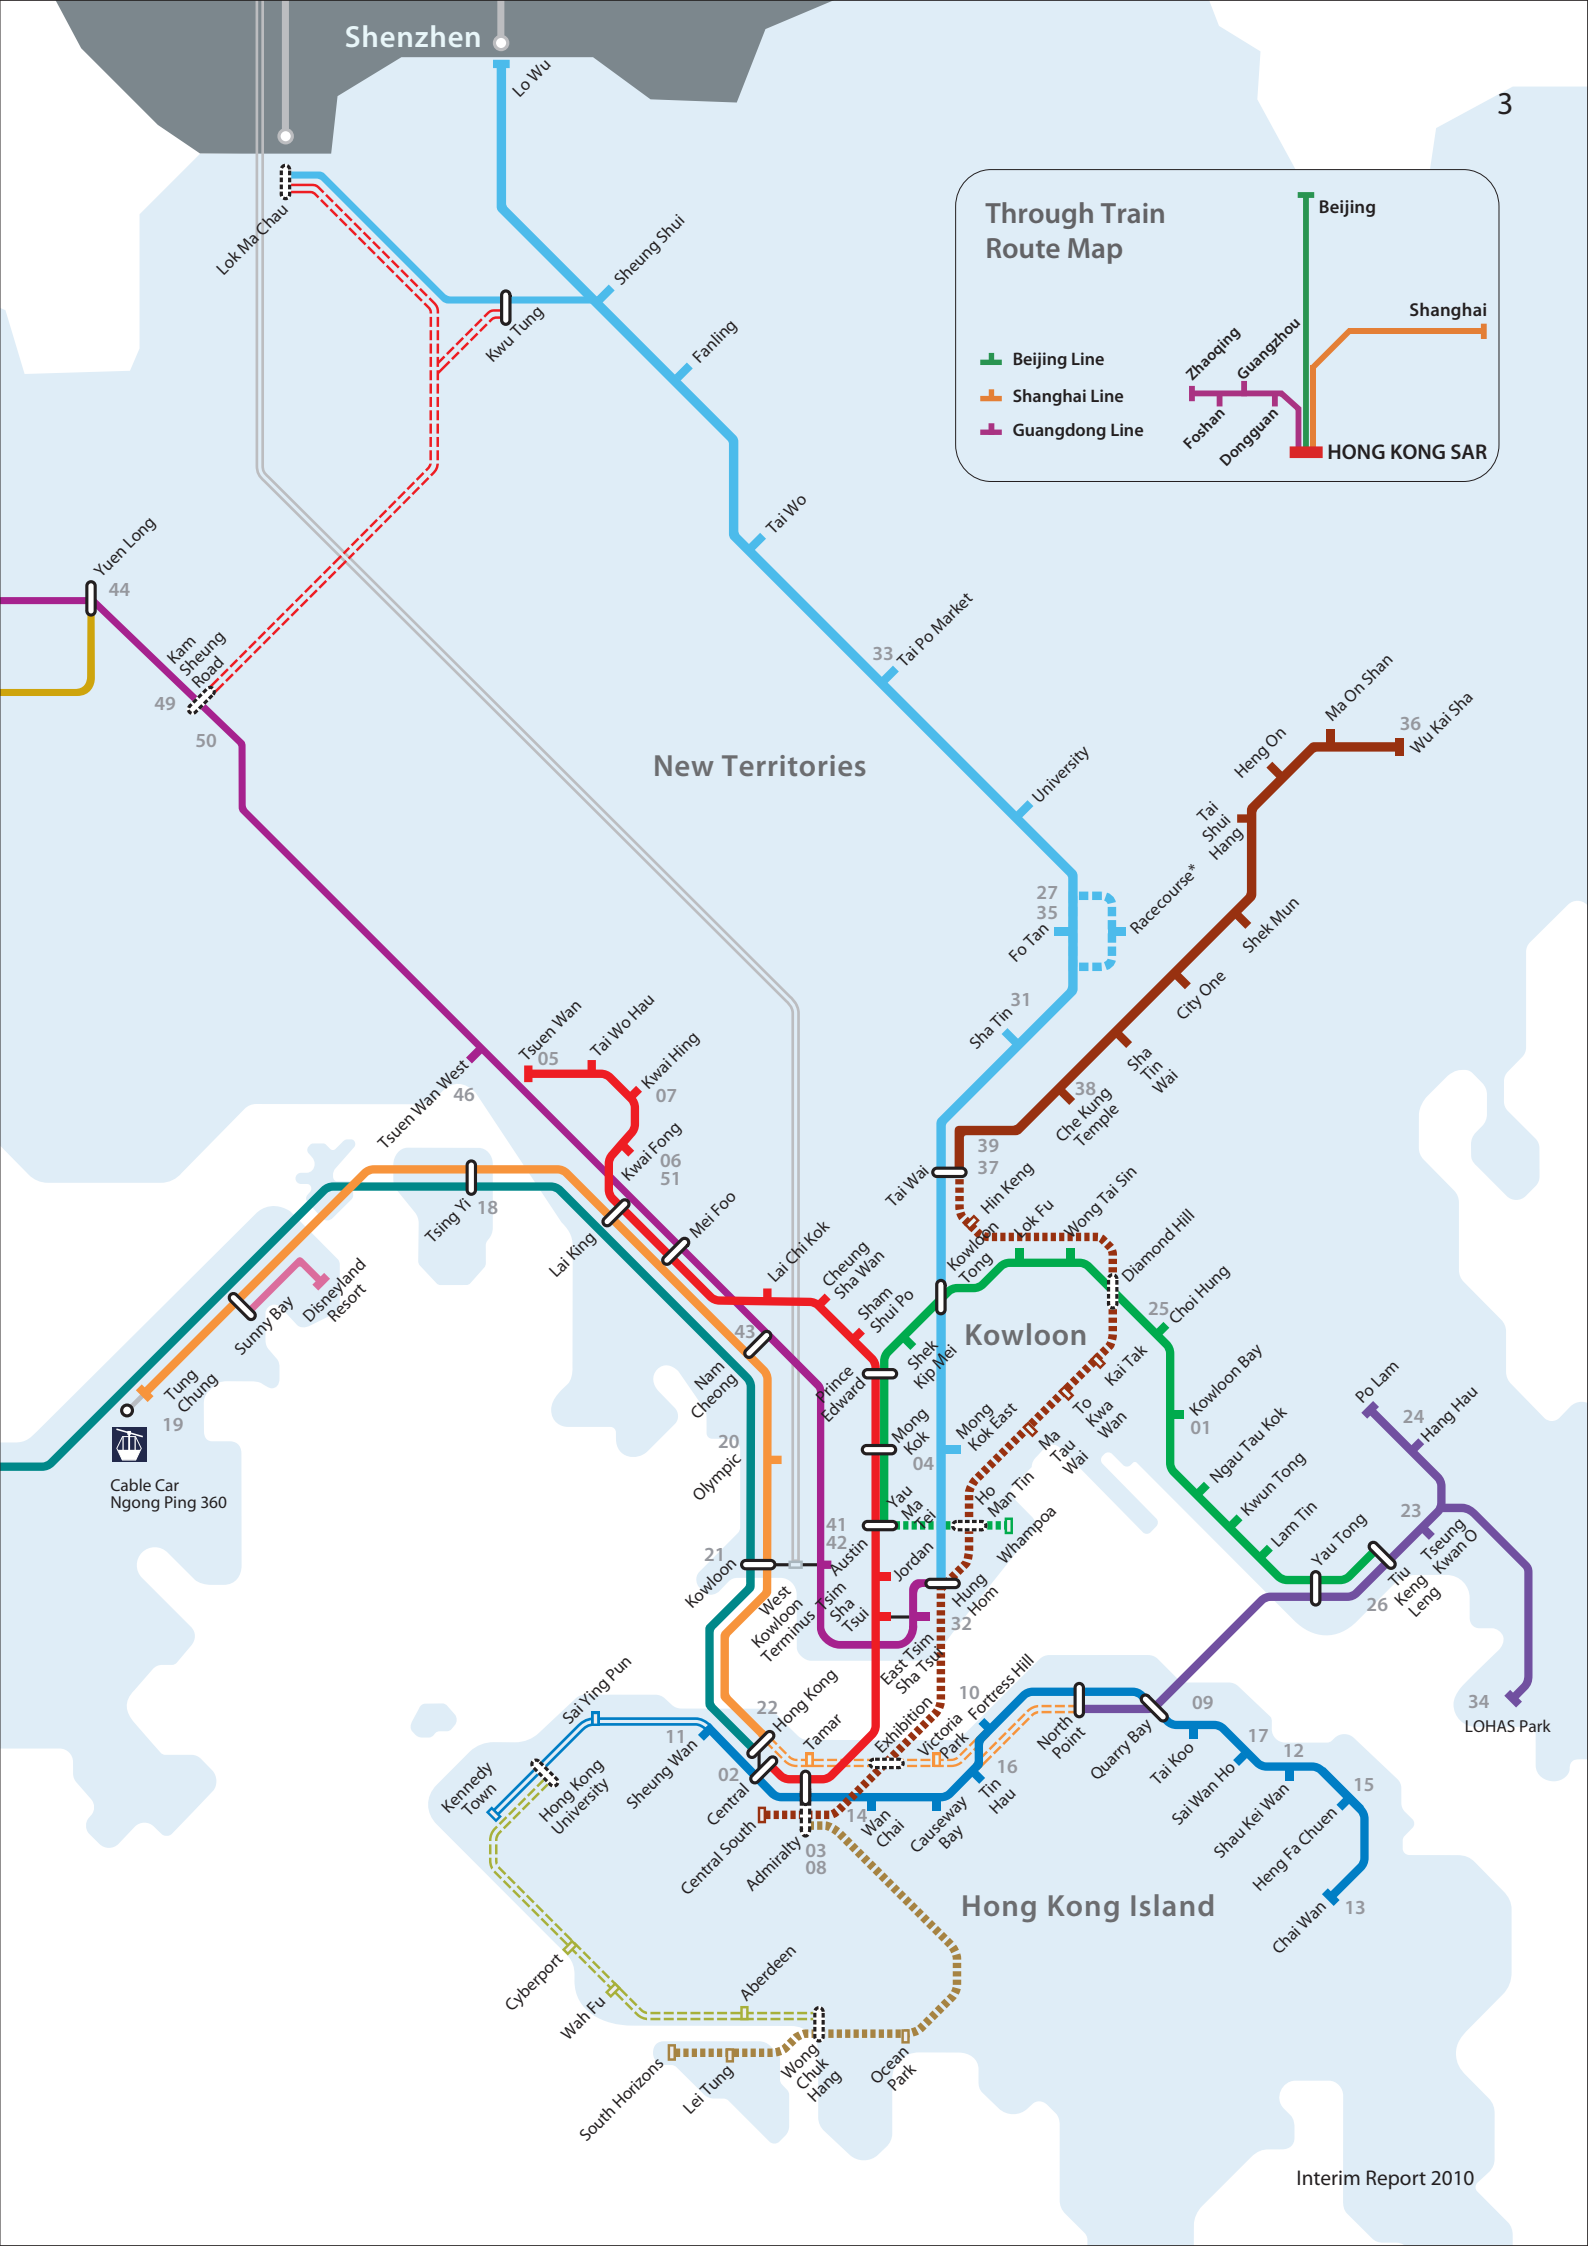 Shenzhen
Lo Wu
3
Lok Ma Chau
Sheung Shui
Kwu Tung
Fanling
Through Train
Route Map
Beijing
Shanghai
Zhaoqing
Guangzhou
Foshan
Dongguan
HONG KONG SAR
Beijing Line
Shanghai Line
Guangdong Line
Tai Wo
Yuen Long
44
Kam
Sheung
Road
49
50
33
Tai Po Market
New Territories
University
Ma On Shan
36
Wu Kai Sha
Heng On
Tai
Shui
Hang
27
35
Fo Tan
Racecourse*
Shek Mun
City One
Sha Tin
31
Sha
Tin
Wai
38
Che Kung
Temple
Tsuen Wan West
46
Tsuen Wan
05
Tai Wo Hau
Kwai Hing
07
Kwai Fong
06
51
39
37
Tai Wai
Hin Keng
Tsing Yi
18
Lai King
Mei Foo
Lai Chi Kok
Cheung
Sha Wan
Sham
Shui Po
Kowloon
Tong
Lok Fu
Wong Tai Sin
Diamond Hill
Sunny Bay
Disneyland
Resort
43
Nam
Cheong
Prince
Edward
Shek
Kip Mei
Kowloon
25
Choi Hung
Kai Tak
Tung
Chung
19
Cable Car
Ngong Ping 360
20
Olympic
Mong
Kok
04
Mong
Kok East
To
Kwa
Wan
Ma
Tau
Wai
Kowloon Bay
01
Po Lam
24
Hang Hau
Ngau Tau Kok
Kwun Tong
Lam Tin
Yau
Ma
Tei
Ho
Man Tin
Whampoa
41
42
Austin
Jordan
21
Kowloon
West
Kowloon
Terminus
Tsim
Sha
Tsui
Hung
Hom
32
East Tsim
Sha Tsui
Yau Tong
23
Tseung
Kwan O
Tiu
Keng
Leng
26
34
LOHAS Park
Sai Ying Pun
11
Sheung Wan
22
Hong Kong
Tamar
Exhibition
Victoria
Park
10
Fortress Hill
North
Point
Quarry Bay
09
Tai Koo
17
Sai Wan Ho
12
Shau Kei Wan
15
Heng Fa Chuen
Chai Wan
13
Kennedy
Town
Hong Kong
University
02
Central
Central South
Admiralty
03
08
14
Wan
Chai
Causeway
Bay
16
Tin
Hau
Hong Kong Island
Cyberport
Wah Fu
Aberdeen
South Horizons
Lei Tung
Wong
Chuk
Hang
Ocean
Park
Interim Report 2010